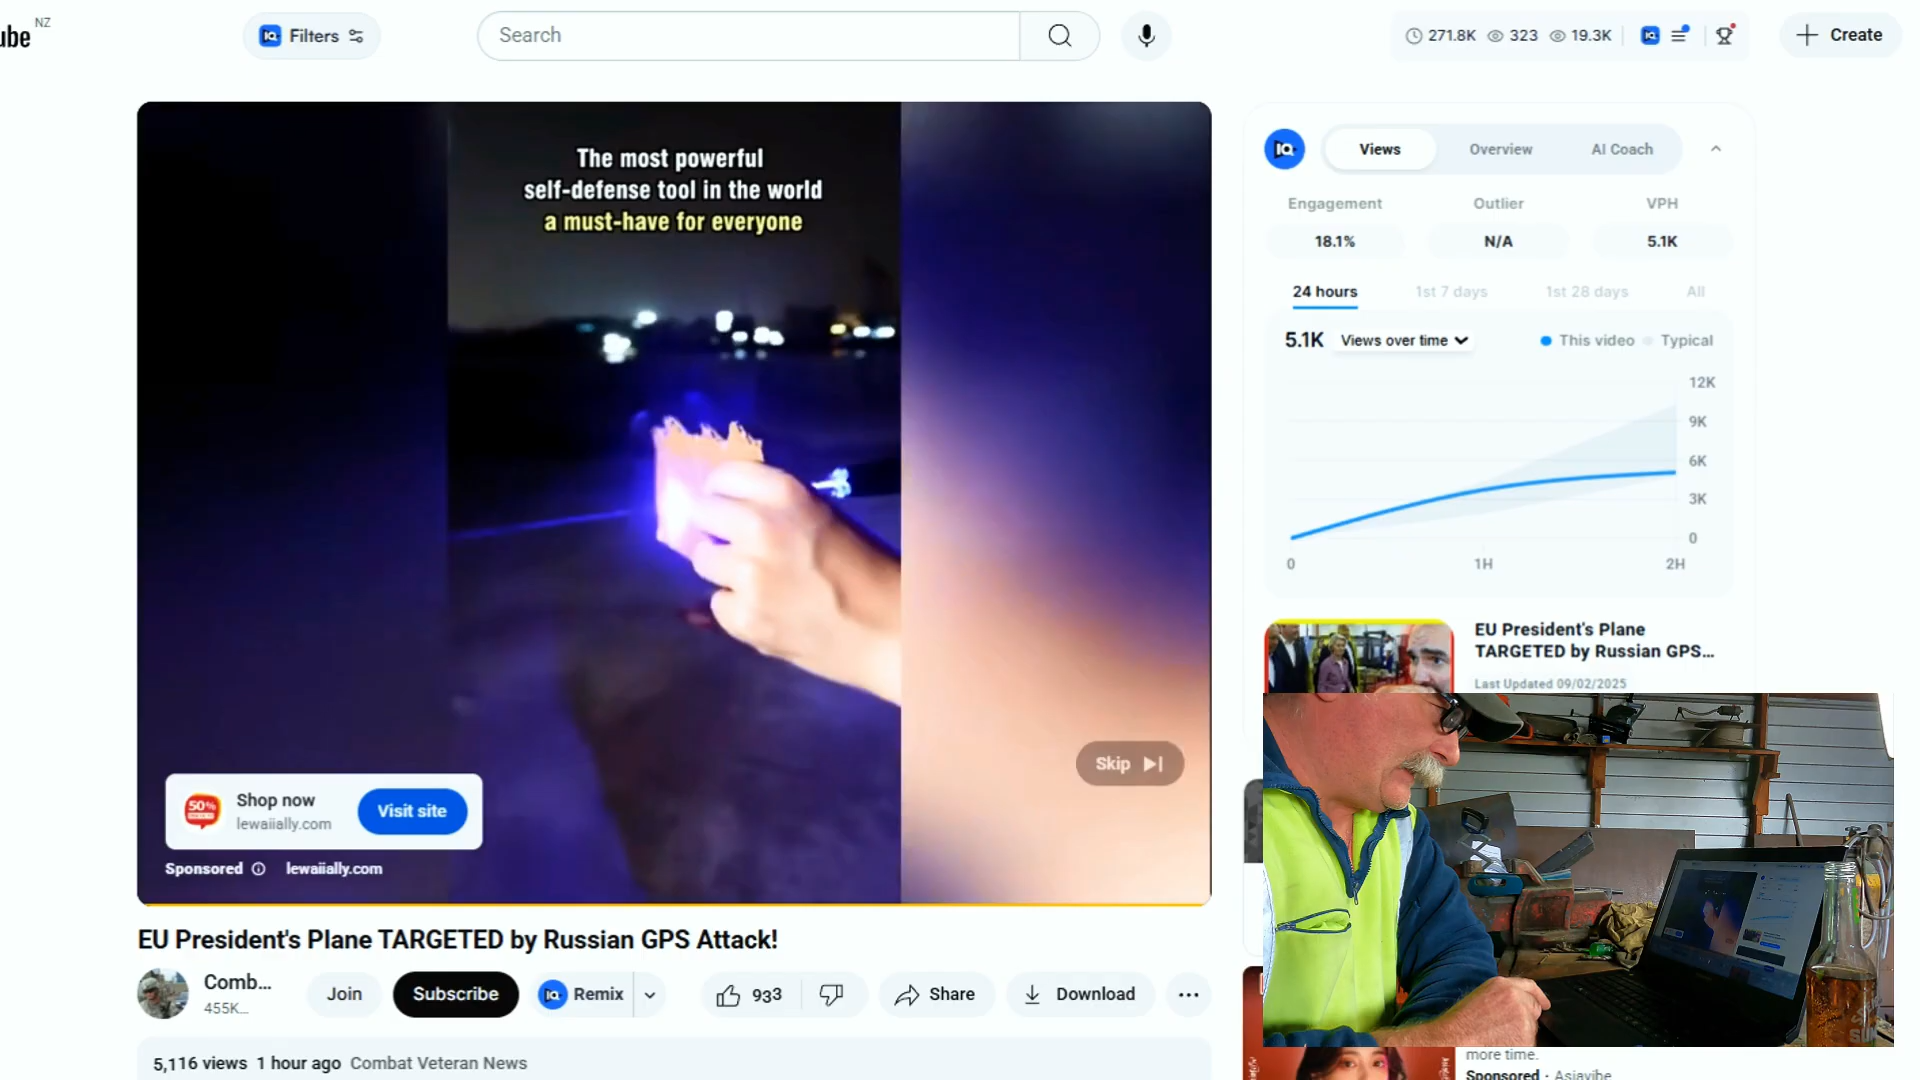 ube NZ
IQ Filters
Search
271.8K 323 19.3K
IQ
Create
The most powerful
self-defense tool in the world
a must-have for everyone
Skip
50%
Shop now
lewaiially.com
Visit site
Sponsored lewaiially.com
EU President's Plane TARGETED by Russian GPS Attack!
Comb...
455K...
Join
Subscribe
IQ Remix
933
Share
Download
5,116 views 1 hour ago Combat Veteran News
IQ
Views
Overview
AI Coach
Engagement
Outlier
VPH
18.1%
N/A
5.1K
24 hours
1st 7 days
1st 28 days
All
5.1K
Views over time
This video
Typical
12K
9K
6K
3K
0
0
1H
2H
EU President's Plane
TARGETED by Russian GPS...
Last Updated 09/02/2025
more time.
Sponsored · Asiavibe